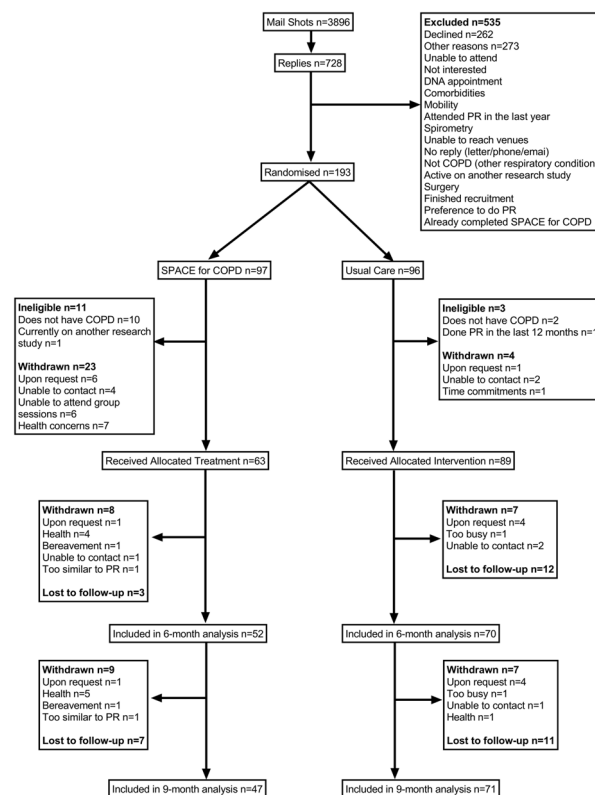 Mail Shots n=3896
Replies n=728
Excluded n=535
Declined n=262
Other reasons n=273
Unable to attend
Not interested
DNA appointment
Comorbidities
Mobility
Attended PR in the last year
Spirometry
Unable to reach venues
No reply (letter/phone/emai)
Not COPD (other respiratory condition
Active on another research study
Surgery
Finished recruitment
Preference to do PR
Already completed SPACE for COPD
Randomised n=193
SPACE for COPD n=97
Usual Care n=96
Ineligible n=11
Does not have COPD n=10
Currently on another research
study n=1
Withdrawn n=23
Upon request n=6
Unable to contact n=4
Unable to attend group
sessions n=6
Health concerns n=7
Ineligible n=3
Does not have COPD n=2
Done PR in the last 12 months n=1
Withdrawn n=4
Upon request n=1
Unable to contact n=2
Time commitments n=1
Received Allocated Treatment n=63
Received Allocated Intervention n=89
Withdrawn n=8
Upon request n=1
Health n=4
Bereavement n=1
Unable to contact n=1
Too similar to PR n=1
Lost to follow-up n=3
Withdrawn n=7
Upon request n=4
Too busy n=1
Unable to contact n=2
Lost to follow-up n=12
Included in 6-month analysis n=52
Included in 6-month analysis n=70
Withdrawn n=9
Upon request n=1
Health n=5
Bereavement n=1
Too similar to PR n=1
Lost to follow-up n=7
Withdrawn n=7
Upon request n=4
Too busy n=1
Unable to contact n=1
Health n=1
Lost to follow-up n=11
Included in 9-month analysis n=47
Included in 9-month analysis n=71